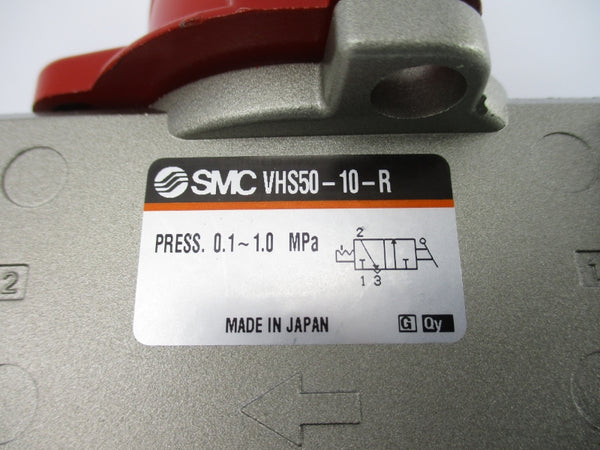 SMC VHS50-10-R
PRESS. 0.1~1.0 MPa
2
1 3
2
1
MADE IN JAPAN
G Qy